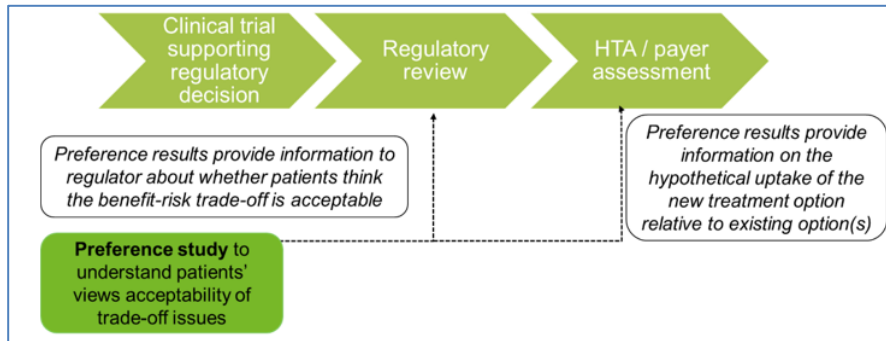 Clinical trial
supporting
regulatory
decision
Regulatory
review
HTA / payer
assessment
Preference results provide information to
regulator about whether patients think
the benefit-risk trade-off is acceptable
Preference results provide
information on the
hypothetical uptake of the
new treatment option
relative to existing option(s)
Preference study to
understand patients'
views acceptability of
trade-off issues